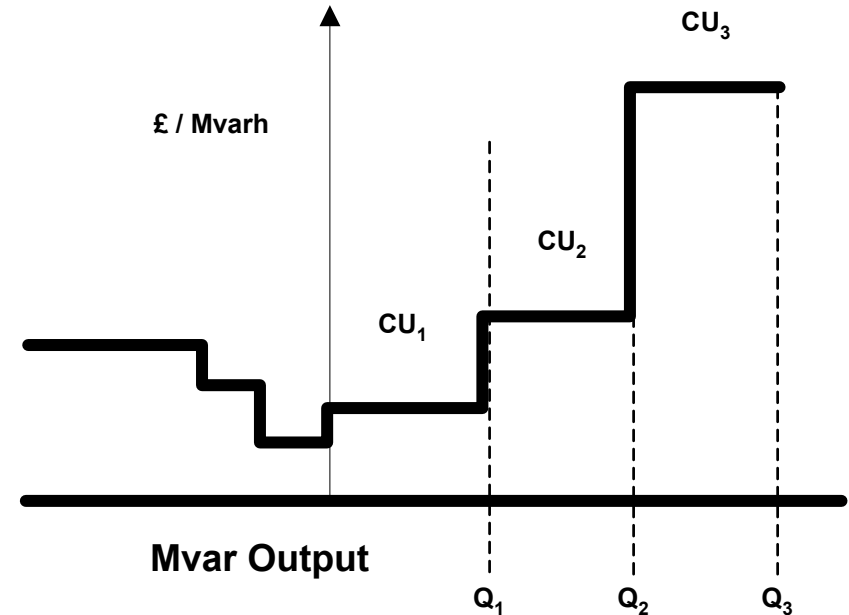 CU₃
£ / Mvarh
CU₂
CU₁
Mvar Output
Q₁ Q₂ Q₃